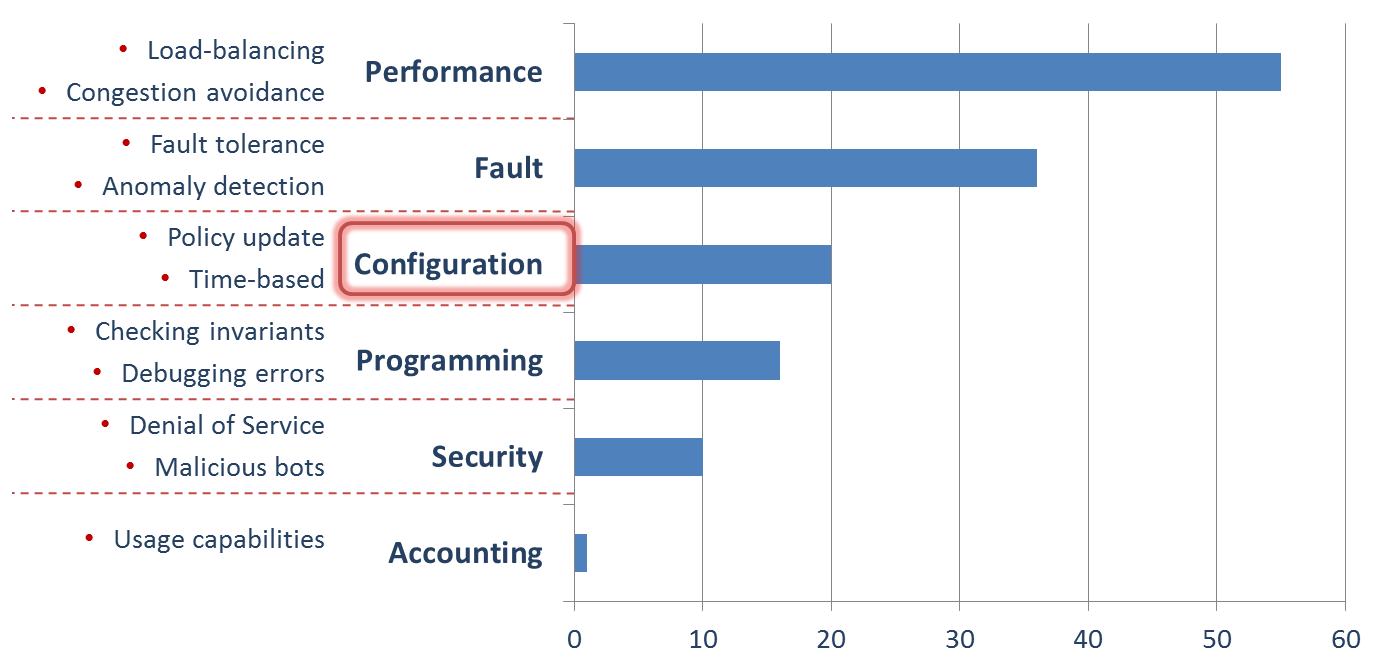 • Load-balancing
• Congestion avoidance
Performance
• Fault tolerance
• Anomaly detection
Fault
• Policy update
• Time-based
Configuration
• Checking invariants
• Debugging errors
Programming
• Denial of Service
• Malicious bots
Security
• Usage capabilities
Accounting
0 10 20 30 40 50 60